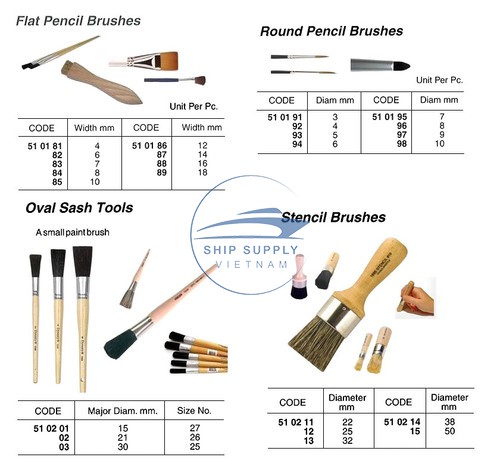 Flat Pencil Brushes
Unit Per Pc.
CODE Width mm CODE Width mm
51 01 81 4 51 01 86 12
82 6 87 14
83 7 88 16
84 8 89 18
85 10
Round Pencil Brushes
Unit Per Pc.
CODE Diam mm CODE Diam mm
51 01 91 3 51 01 95 7
92 4 96 8
93 5 97 9
94 6 98 10
Oval Sash Tools
A small paint brush
CODE Major Diam. mm. Size No.
51 02 01 15 27
02 21 26
03 30 25
SHIP SUPPLY
VIETNAM
Stencil Brushes
CODE Diameter mm CODE Diameter mm
51 02 11 22 51 02 14 38
12 25 15 50
13 32